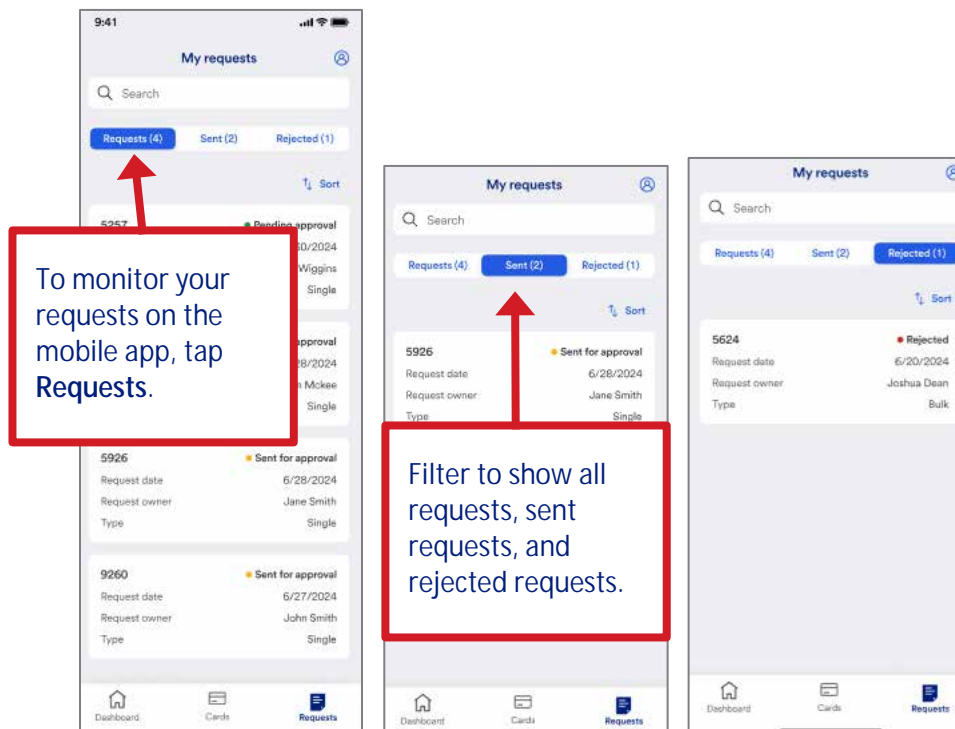 9:41
My requests
Search
Requests (4) Sent (2) Rejected (1)
Sort
5257 Pending approval
0/2024
Wiggins
Single
approval
8/2024
Mckee
Single
5926 Sent for approval
Request date 6/28/2024
Request owner Jane Smith
Type Single
9260 Sent for approval
Request date 6/27/2024
Request owner John Smith
Type Single
Dashboard Cards Requests
To monitor your
requests on the
mobile app, tap
Requests.
My requests
Search
Requests (4) Sent (2) Rejected (1)
Sort
5926 Sent for approval
Request date 6/28/2024
Request owner Jane Smith
Type Single
Filter to show all
requests, sent
requests, and
rejected requests.
Dashboard Cards Requests
My requests
Search
Requests (4) Sent (2) Rejected (1)
Sort
5624 Rejected
Request date 6/20/2024
Request owner Joshua Dean
Type Bulk
Dashboard Cards Requests